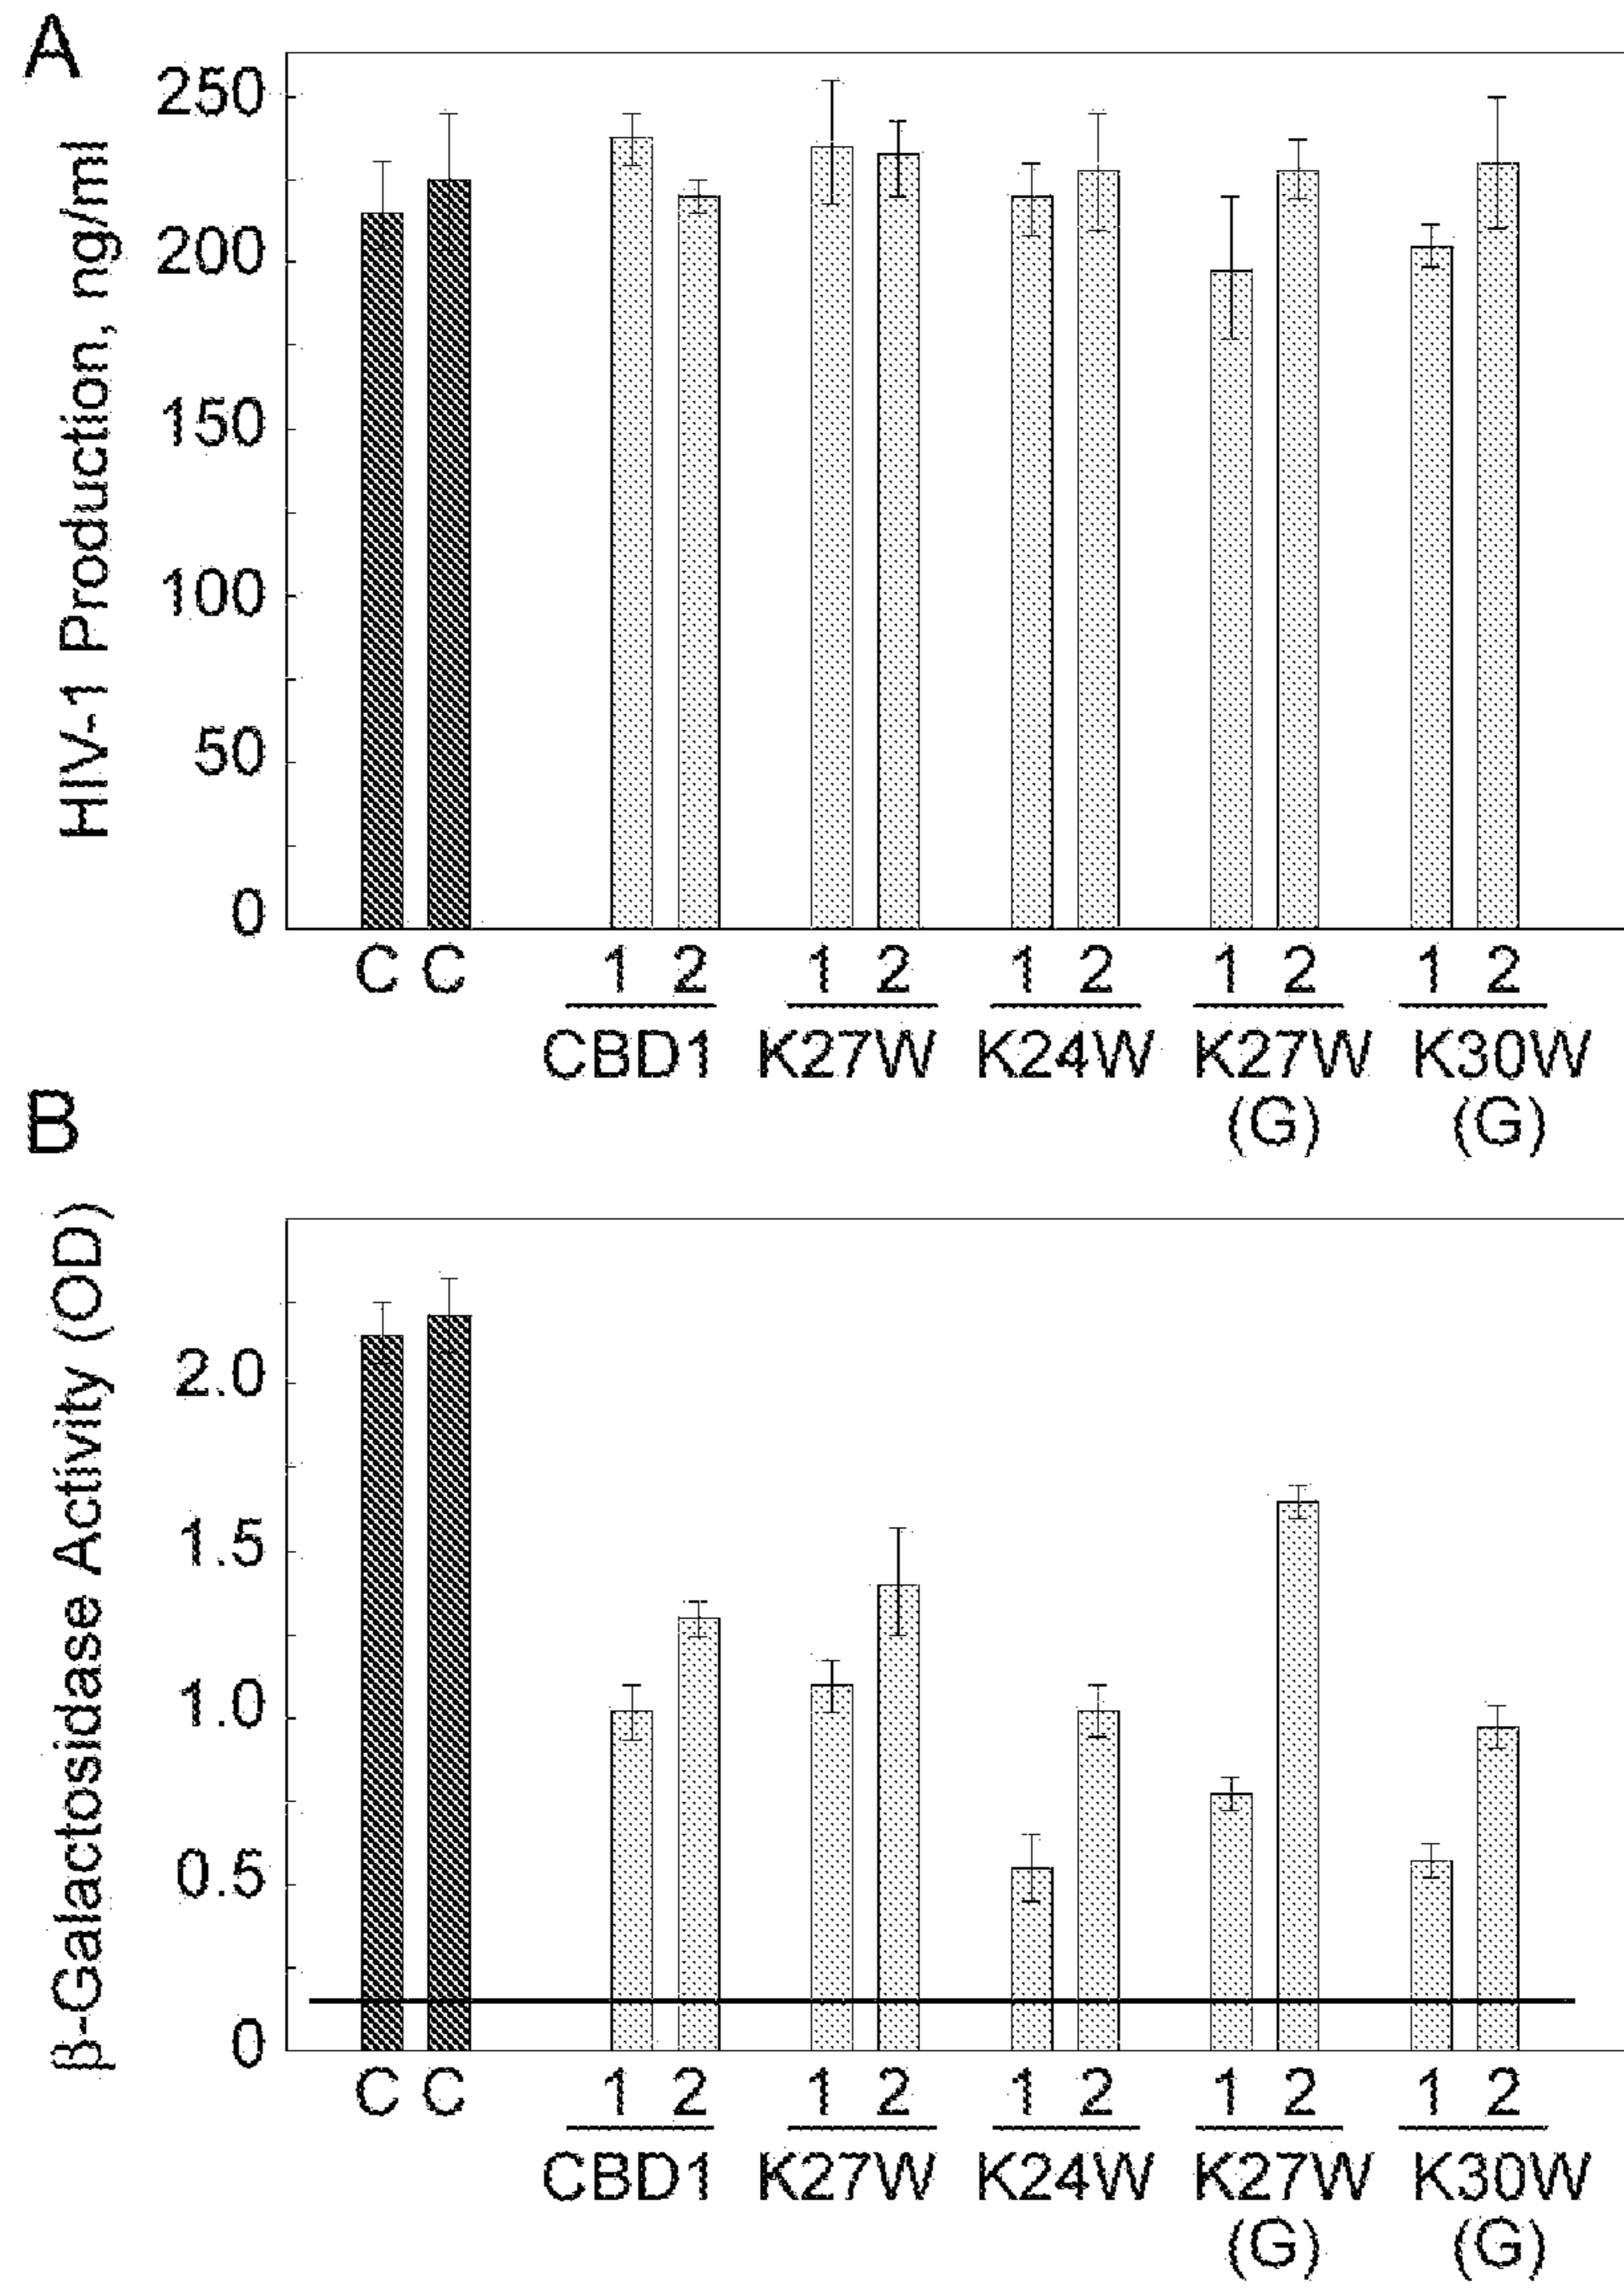 A
HIV-1 Production, ng/ml
250
200
150
100
50
0
C C 1 2 1 2 1 2 1 2 1 2
CBD1 K27W K24W K27W K30W
(G) (G)
B
β-Galactosidase Activity (OD)
2.0
1.5
1.0
0.5
0
C C 1 2 1 2 1 2 1 2 1 2
CBD1 K27W K24W K27W K30W
(G) (G)